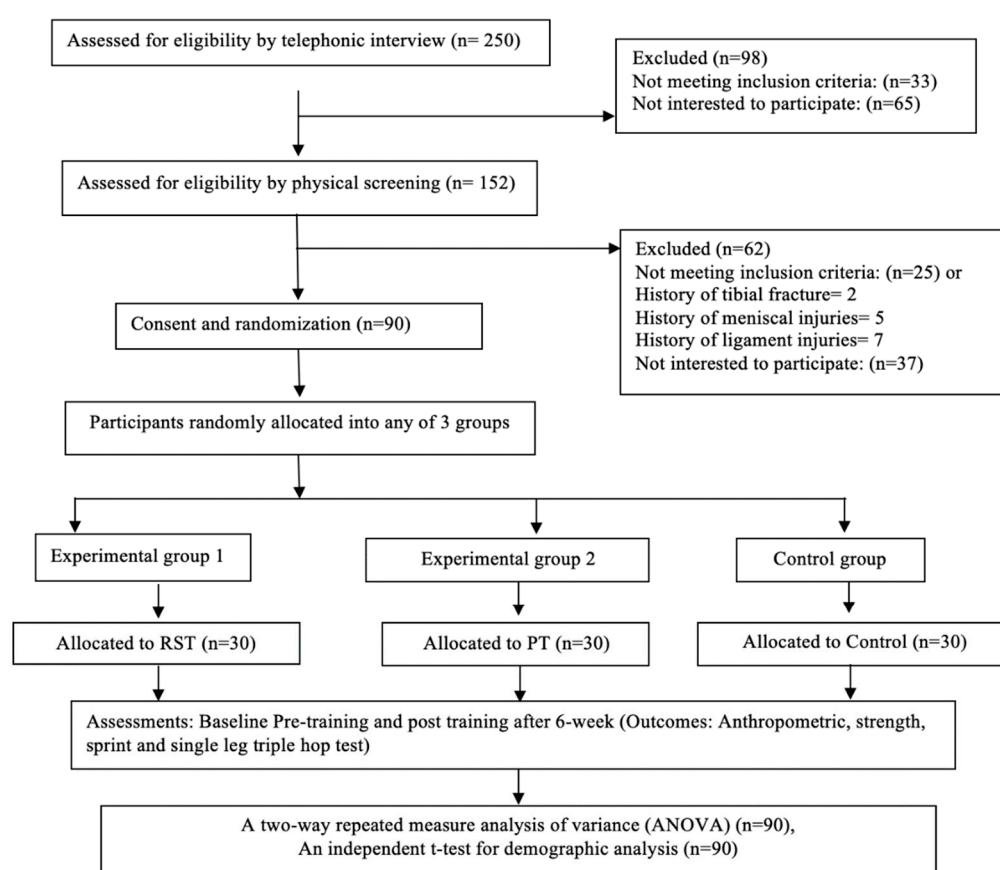 Assessed for eligibility by telephonic interview (n= 250)
Excluded (n=98)
Not meeting inclusion criteria: (n=33)
Not interested to participate: (n=65)
Assessed for eligibility by physical screening (n= 152)
Excluded (n=62)
Not meeting inclusion criteria: (n=25) or
History of tibial fracture= 2
History of meniscal injuries= 5
History of ligament injuries= 7
Not interested to participate: (n=37)
Consent and randomization (n=90)
Participants randomly allocated into any of 3 groups
Experimental group 1
Experimental group 2
Control group
Allocated to RST (n=30)
Allocated to PT (n=30)
Allocated to Control (n=30)
Assessments: Baseline Pre-training and post training after 6-week (Outcomes: Anthropometric, strength,
sprint and single leg triple hop test)
A two-way repeated measure analysis of variance (ANOVA) (n=90),
An independent t-test for demographic analysis (n=90)